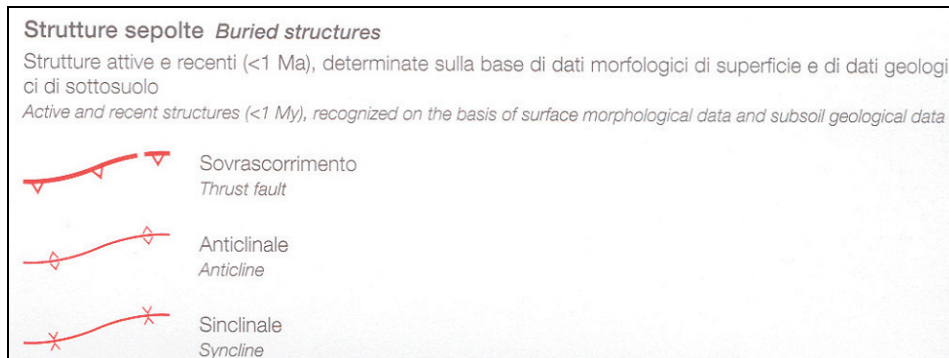 Strutture sepolte Buried structures
Strutture attive e recenti (<1 Ma), determinate sulla base di dati morfologici di superficie e di dati geologi
ci di sottosuolo
Active and recent structures (<1 My), recognized on the basis of surface morphological data and subsoil geological data
Sovrascorrimento
Thrust fault
Anticlinale
Anticline
Sinclinale
Syncline